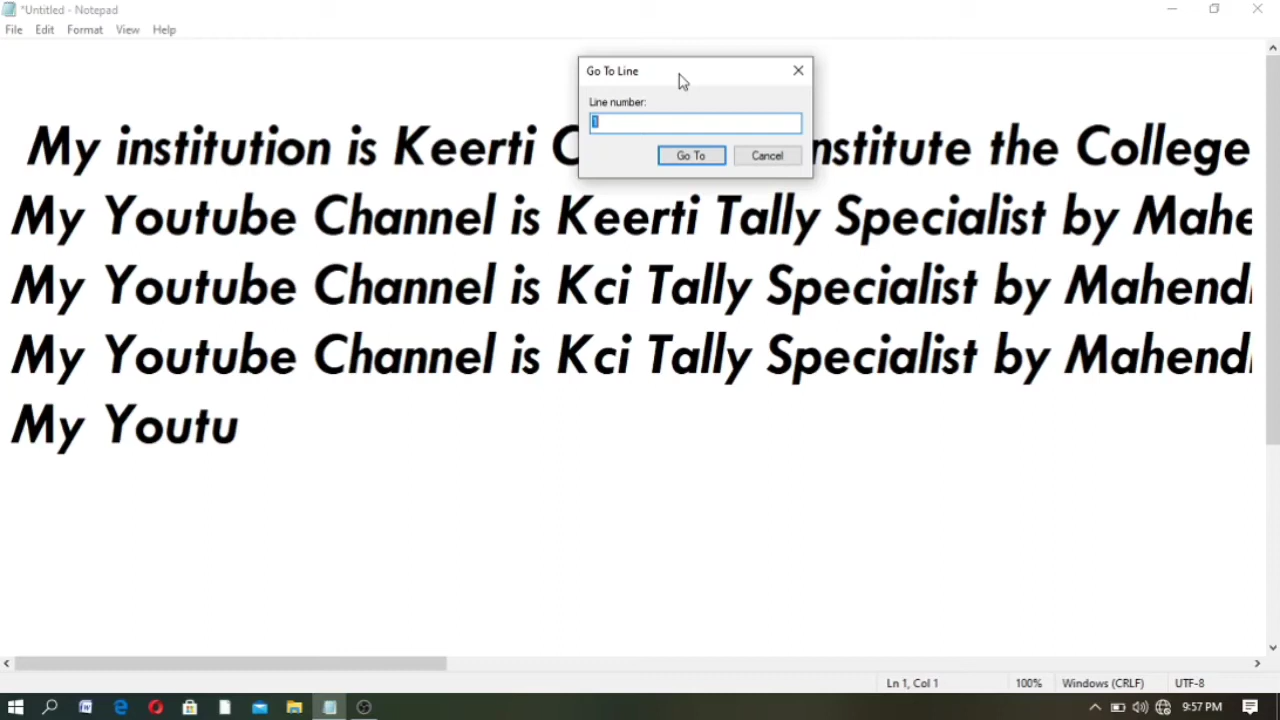 *Untitled - Notepad
File Edit Format View Help
Go To Line
Line number:
1
Go To Cancel
My institution is Keerti C nstitute the College
My Youtube Channel is Keerti Tally Specialist by Mahe
My Youtube Channel is Kci Tally Specialist by Mahend
My Youtube Channel is Kci Tally Specialist by Mahend
My Youtu
Ln 1, Col 1 100% Windows (CRLF) UTF-8
9:57 PM